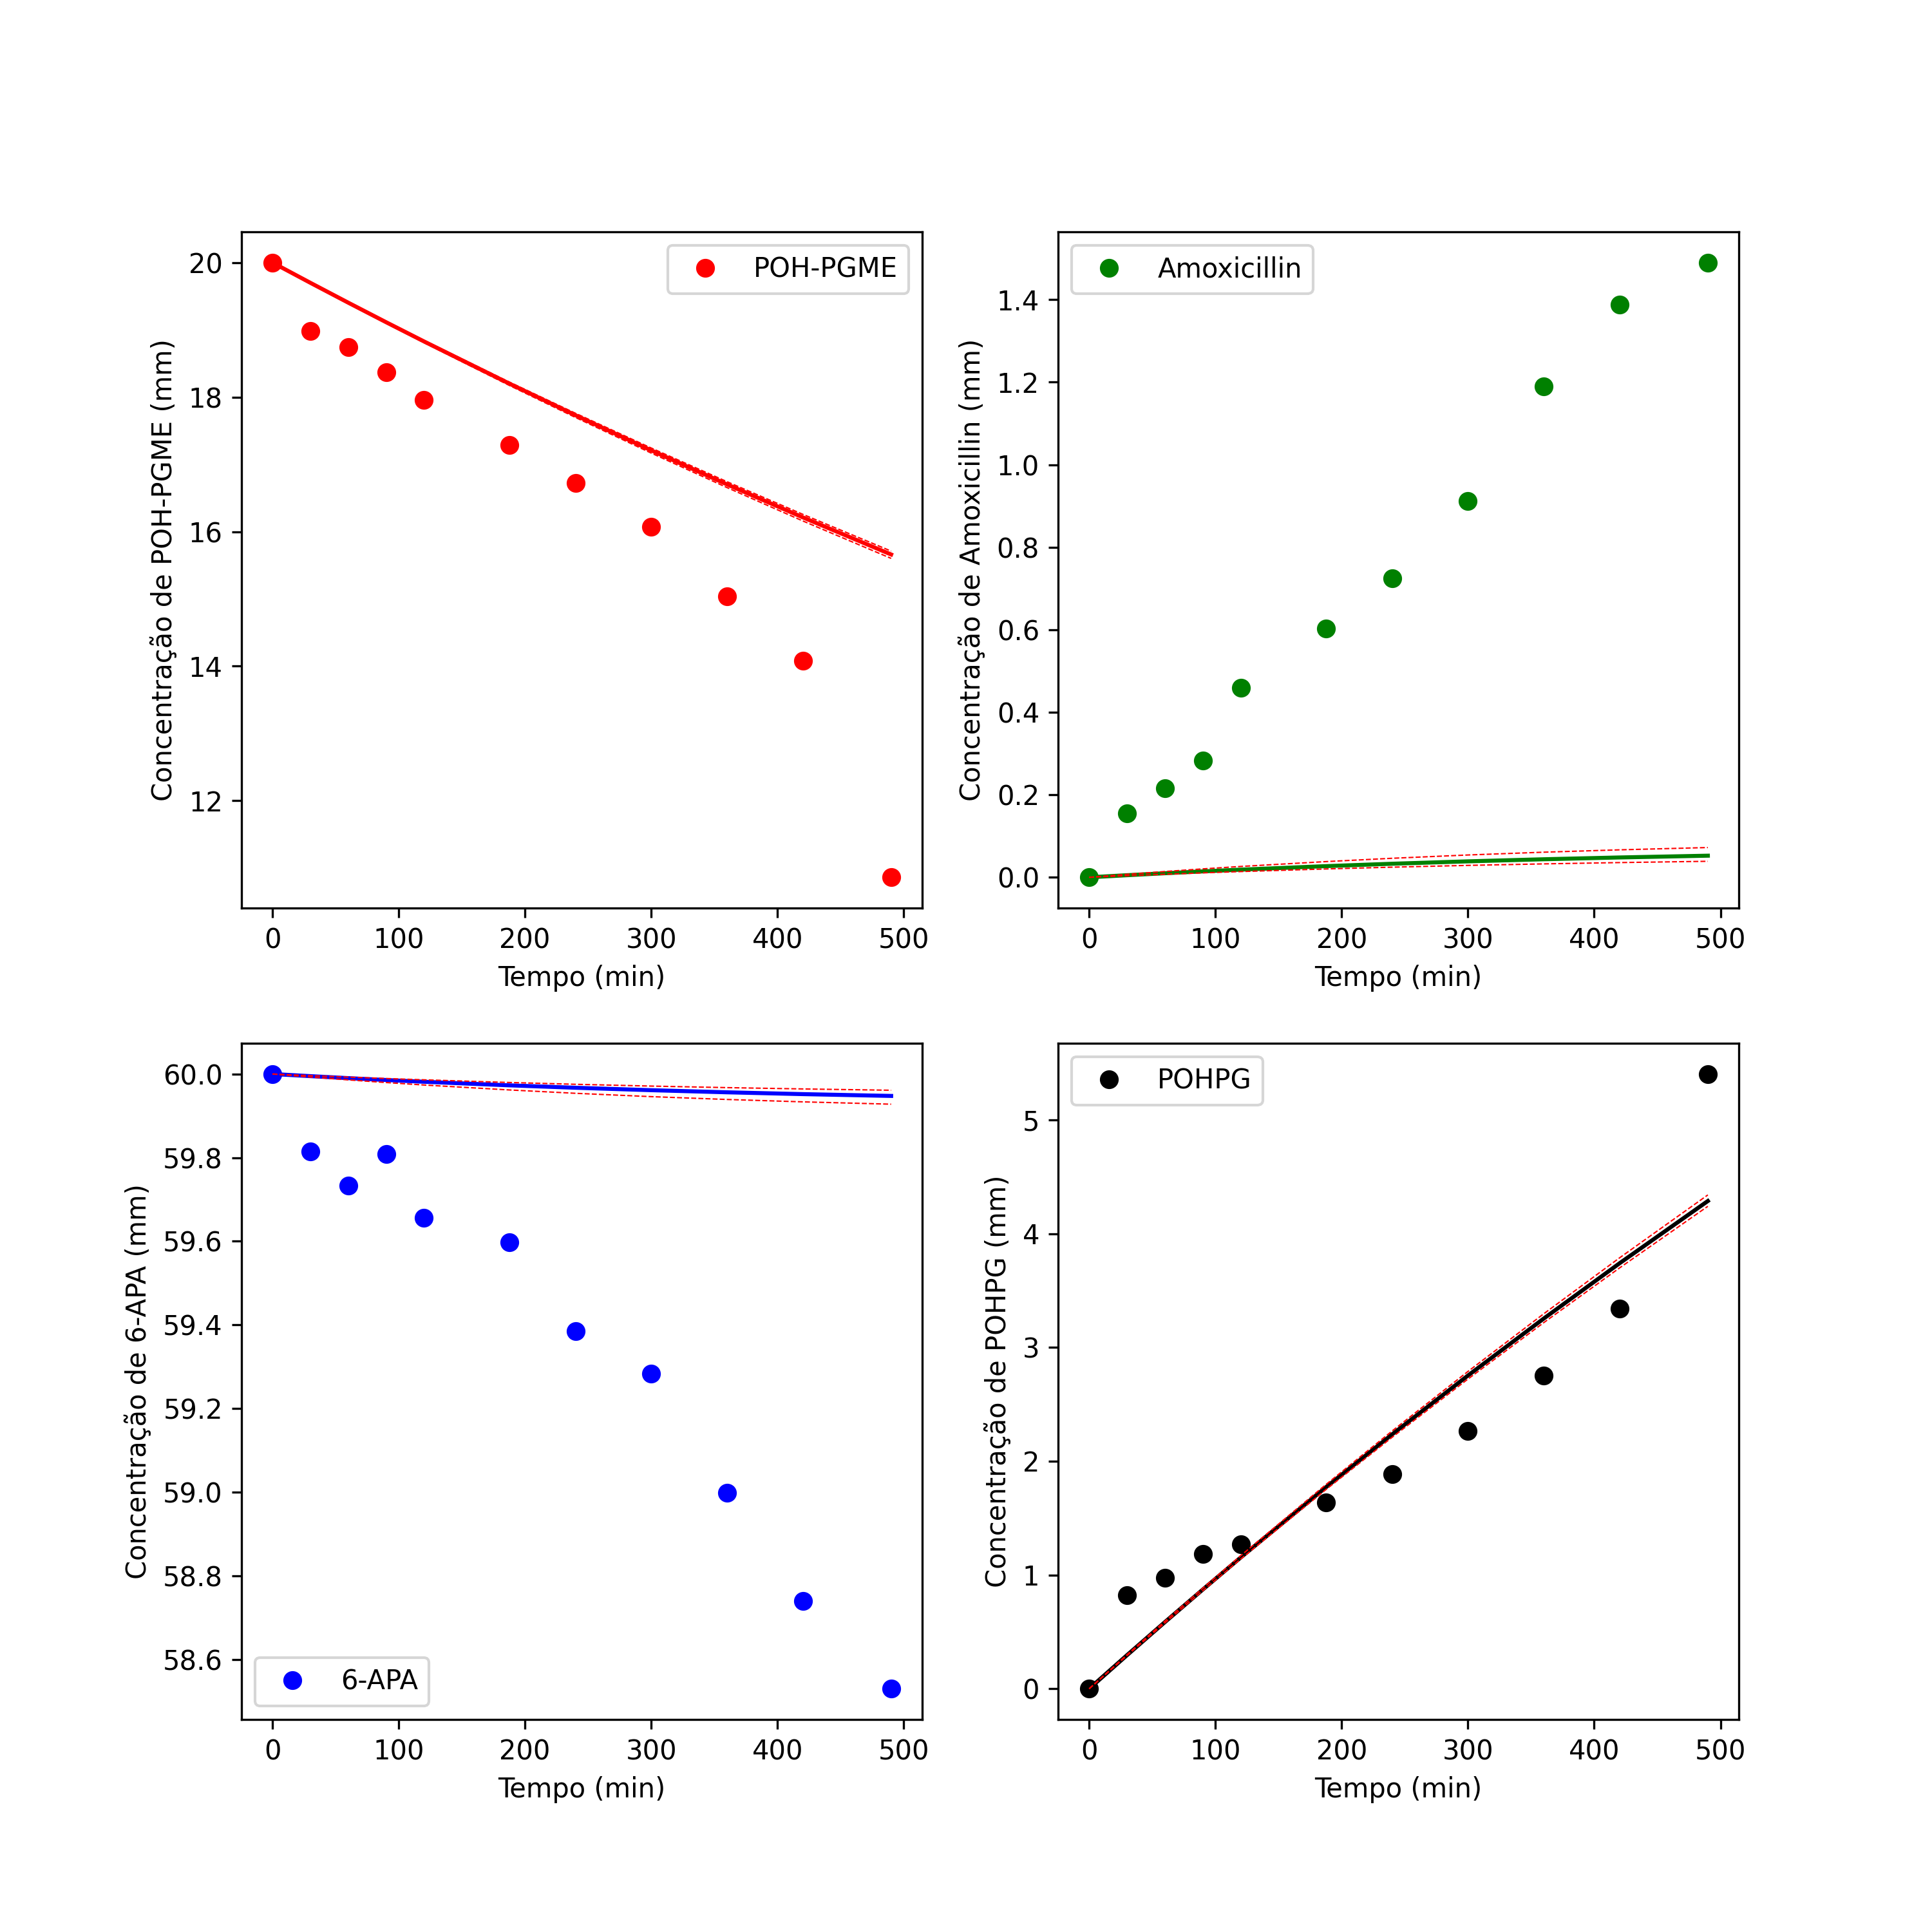 POH-PGME
Concentração de POH-PGME (mm)
20
18
16
14
12
0 100 200 300 400 500
Tempo (min)
Amoxicillin
Concentração de Amoxicillin (mm)
1.4
1.2
1.0
0.8
0.6
0.4
0.2
0.0
0 100 200 300 400 500
Tempo (min)
Concentração de 6-APA (mm)
60.0
59.8
59.6
59.4
59.2
59.0
58.8
58.6
6-APA
0 100 200 300 400 500
Tempo (min)
POHPG
Concentração de POHPG (mm)
5
4
3
2
1
0
0 100 200 300 400 500
Tempo (min)